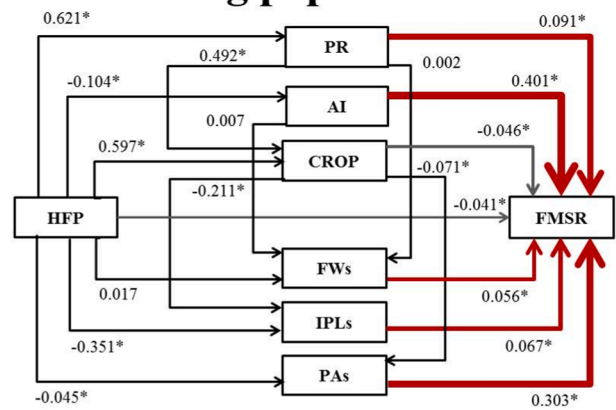 0.621*
0.091*
PR
0.492*
0.002
-0.104*
0.401*
AI
0.007
-0.046*
0.597*
CROP
-0.071*
-0.211*
-0.041*
HFP
FMSR
FWs
0.017
0.056*
IPLs
-0.351*
0.067*
PAs
-0.045*
0.303*